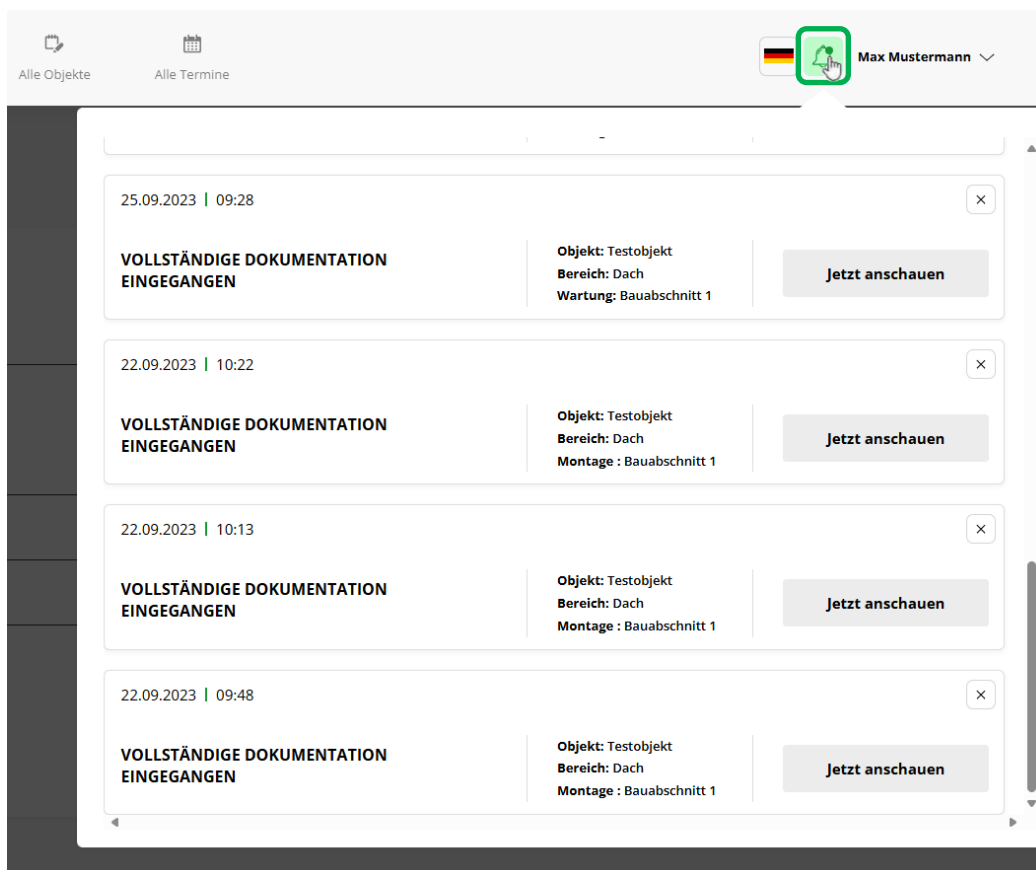 Alle Objekte
Alle Termine
Max Mustermann
25.09.2023 | 09:28
VOLLSTÄNDIGE DOKUMENTATION
EINGEGANGEN
Objekt: Testobjekt
Bereich: Dach
Wartung: Bauabschnitt 1
Jetzt anschauen
22.09.2023 | 10:22
VOLLSTÄNDIGE DOKUMENTATION
EINGEGANGEN
Objekt: Testobjekt
Bereich: Dach
Montage : Bauabschnitt 1
Jetzt anschauen
22.09.2023 | 10:13
VOLLSTÄNDIGE DOKUMENTATION
EINGEGANGEN
Objekt: Testobjekt
Bereich: Dach
Montage : Bauabschnitt 1
Jetzt anschauen
22.09.2023 | 09:48
VOLLSTÄNDIGE DOKUMENTATION
EINGEGANGEN
Objekt: Testobjekt
Bereich: Dach
Montage : Bauabschnitt 1
Jetzt anschauen